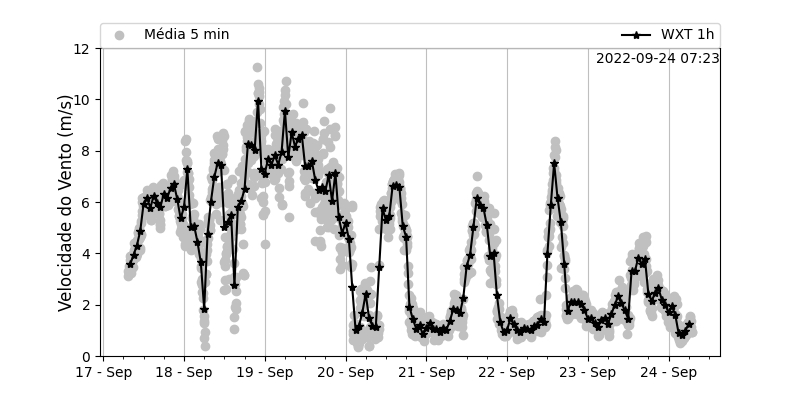 Média 5 min
WXT 1h
2022-09-24 07:23
Velocidade do Vento (m/s)
12
10
8
6
4
2
0
17 - Sep
18 - Sep
19 - Sep
20 - Sep
21 - Sep
22 - Sep
23 - Sep
24 - Sep